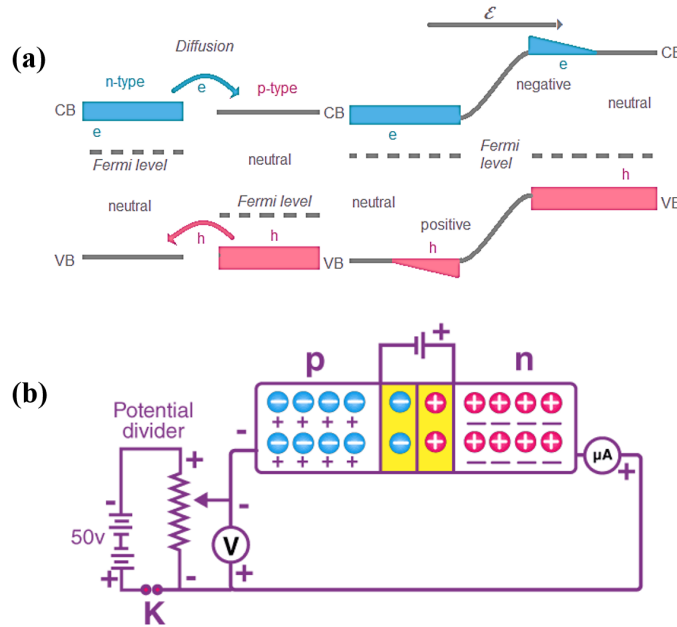 (a)
Diffusion
n-type
e
p-type
CB
e
Fermi level
neutral
neutral
Fermi level
h
h
VB
ℰ
CB
e
negative
neutral
CB
e
Fermi
level
neutral
h
VB
positive
h
VB
(b)
p
+
n
Potential
divider
- + -
− − − − − + + + + +
+ + + + − − − −
− − − − − + + + + +
+ + + + − − − −
µA
+
-
50v
V
+
-
+
K